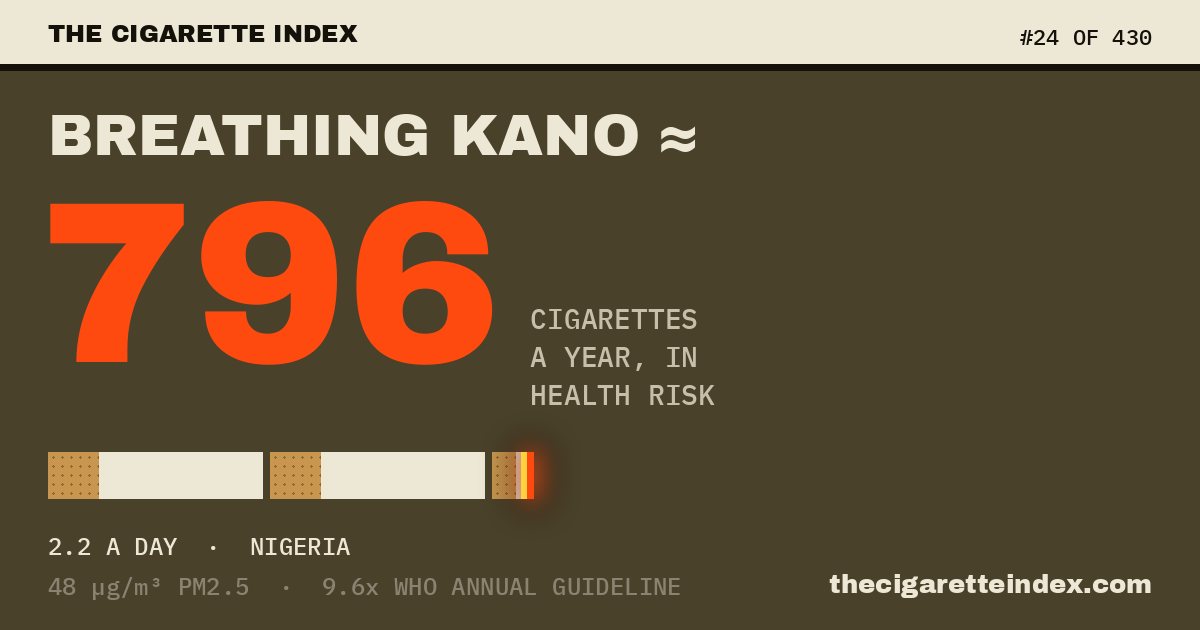 THE CIGARETTE INDEX
#24 OF 430
BREATHING KANO ≈
796
CIGARETTES
A YEAR, IN
HEALTH RISK
2.2 A DAY · NIGERIA
48 µg/m³ PM2.5 · 9.6x WHO ANNUAL GUIDELINE
thecigaretteindex.com